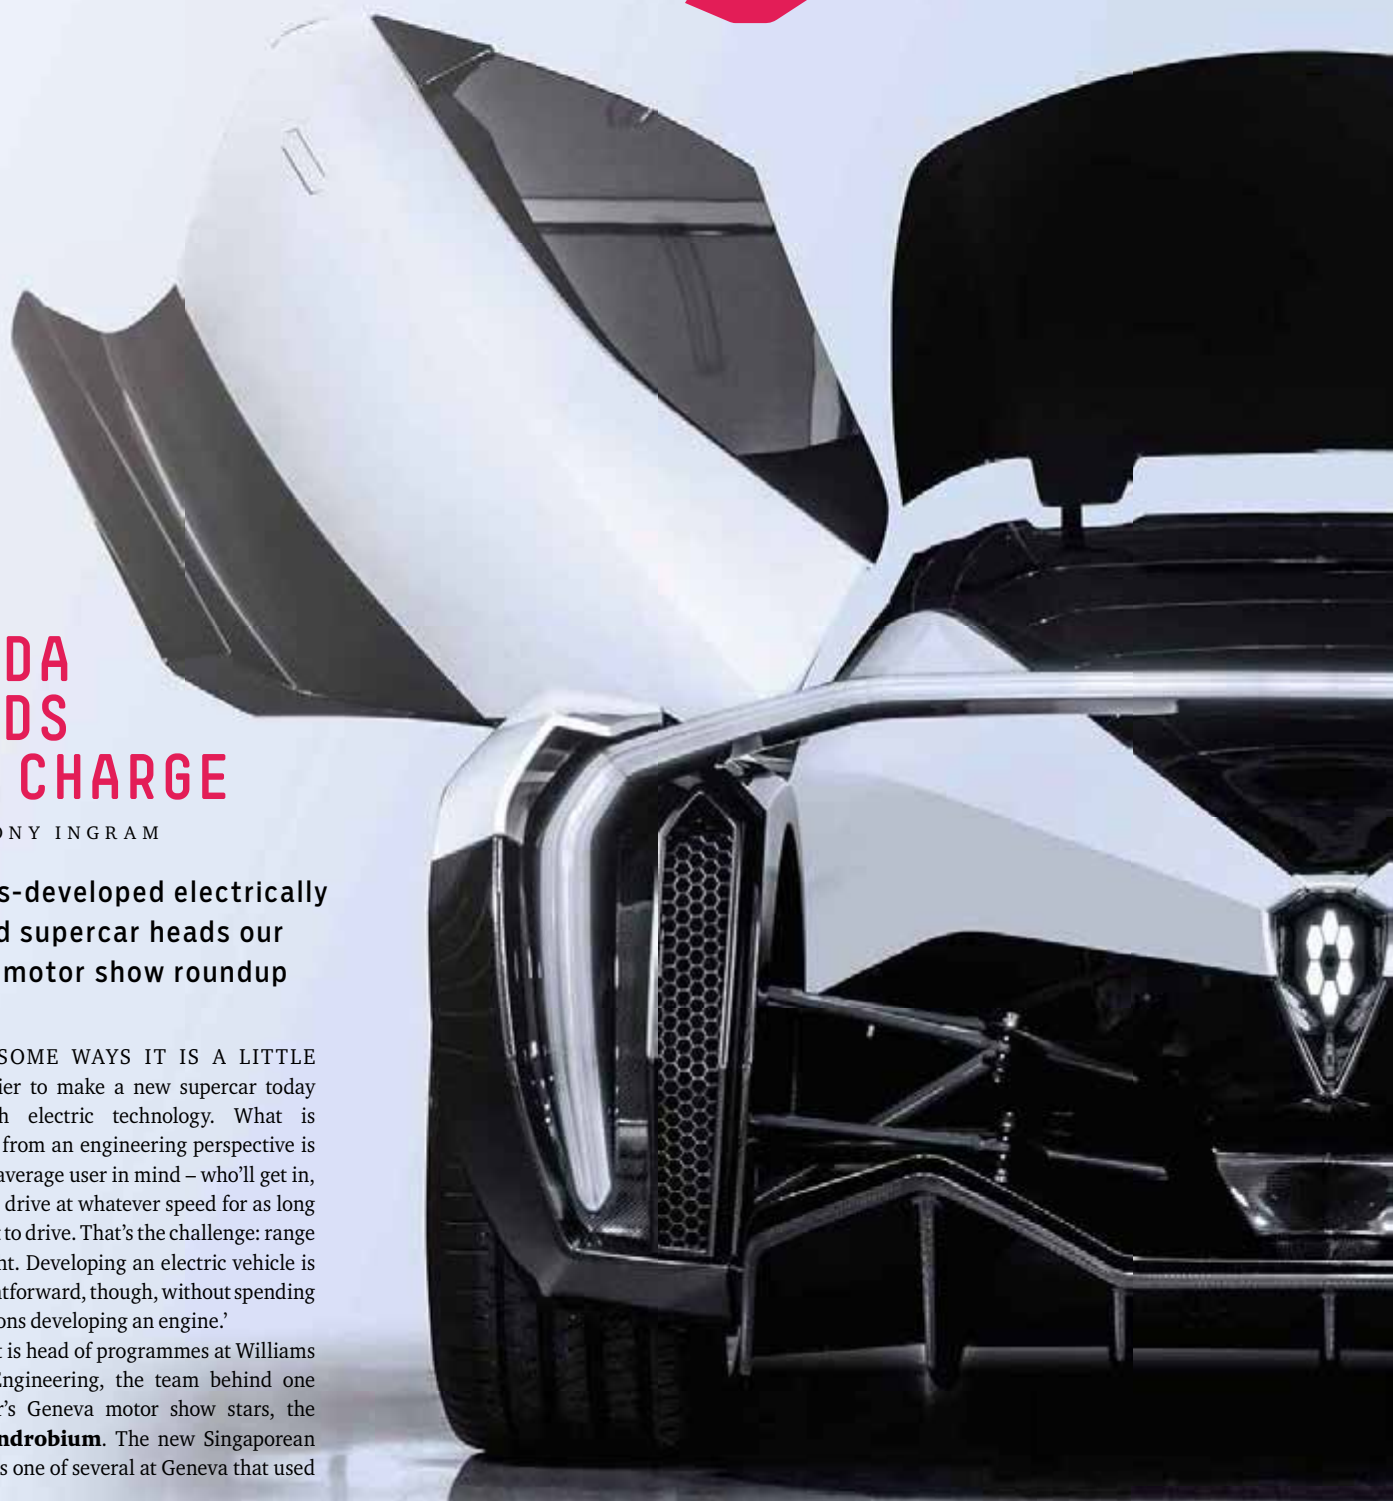 DA
DS
CHARGE
ONY INGRAM
s-developed electrically
d supercar heads our
motor show roundup
SOME WAYS IT IS A LITTLE
ier to make a new supercar today
h electric technology. What is
from an engineering perspective is
average user in mind – who’ll get in,
drive at whatever speed for as long
t to drive. That’s the challenge: range
nt. Developing an electric vehicle is
htforward, though, without spending
ons developing an engine.’
t is head of programmes at Williams
Engineering, the team behind one
r’s Geneva motor show stars, the
ndrobium. The new Singaporean
s one of several at Geneva that used